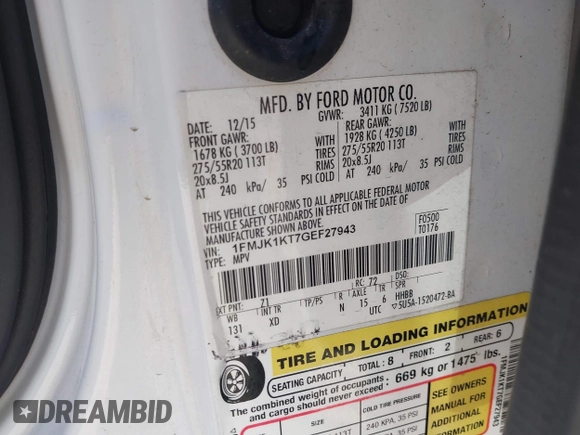 MFD. BY FORD MOTOR CO.
DATE: 12/15
GVWR: 3411 KG ( 7520 LB)
FRONT GAWR:
1678 KG ( 3700 LB)
WITH
REAR GAWR:
1928 KG ( 4250 LB)
WITH
275/55R20 113T
TIRES
275/55R20 113T
TIRES
20x8.5J
RIMS
20x8.5J
RIMS
AT 240 kPa/ 35 PSI COLD
AT 240 kPa/ 35 PSI COLD
THIS VEHICLE CONFORMS TO ALL APPLICABLE FEDERAL MOTOR
VEHICLE SAFETY STANDARDS IN EFFECT ON THE DATE OF
MANUFACTURE SHOWN ABOVE.
VIN: 1FMJK1KT7GEF27943
TYPE: MPV
F0500
T0176
EXT PNT: Z1
RC: 72
DSO:
WB
INT TR
TP/PS
R
AXLE
TR
SPR
131
XD
N
15
6
HHBB
UTC
5U5A-1520472-BA
TIRE AND LOADING INFORMATION
SEATING CAPACITY
TOTAL: 8
FRONT: 2
REAR: 6
The combined weight of occupants
and cargo should never exceed:
669 kg or 1475 lbs.
SIZE
COLD TIRE PRESSURE
240 KPA, 35 PSI
SEE OWNERS
MANUAL FOR
ADDITIONAL
1FMJK1KT7GEF27943
CARDEALER
PASS